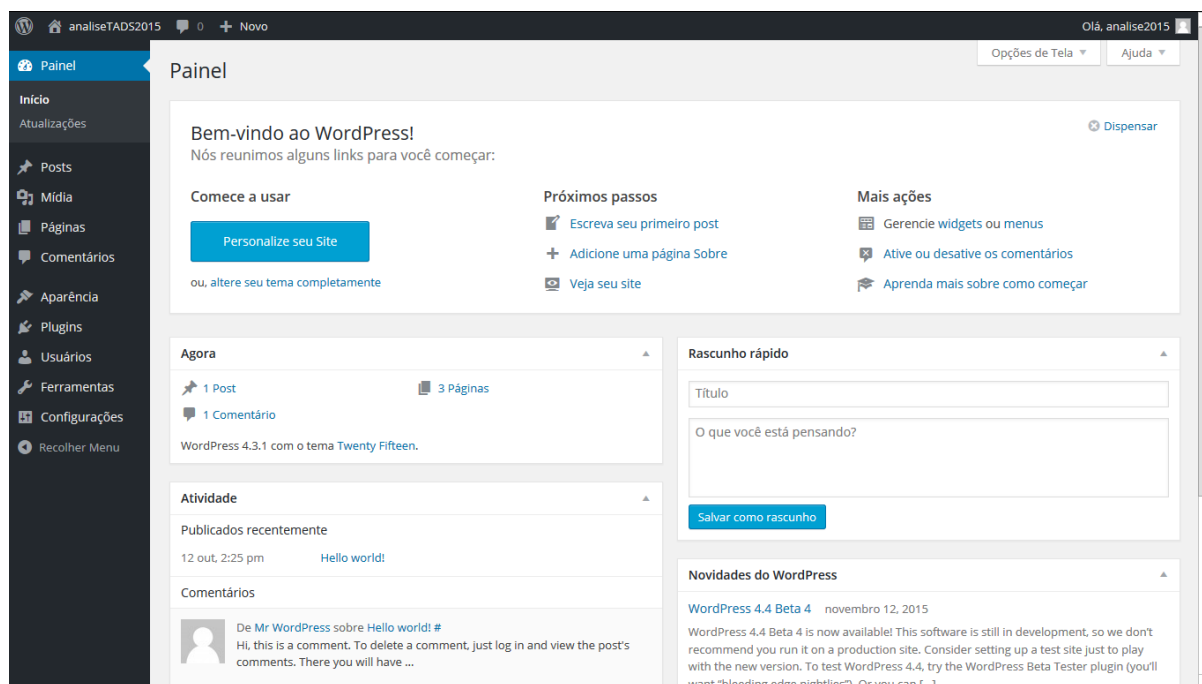 analiseTADS2015 0 Novo Olá, analise2015
Opções de Tela Ajuda
Painel
Início
Atualizações
Posts
Mídia
Páginas
Comentários
Aparência
Plugins
Usuários
Ferramentas
Configurações
Recolher Menu
Painel
Bem-vindo ao WordPress!
Dispensar
Nós reunimos alguns links para você começar:
Comece a usar
Personalize seu Site
ou, altere seu tema completamente
Próximos passos
Escreva seu primeiro post
Adicione uma página Sobre
Veja seu site
Mais ações
Gerencie widgets ou menus
Ative ou desative os comentários
Aprenda mais sobre como começar
Agora
1 Post
3 Páginas
1 Comentário
WordPress 4.3.1 com o tema Twenty Fifteen.
Atividade
Publicados recentemente
12 out, 2:25 pm Hello world!
Comentários
De Mr WordPress sobre Hello world! #
Hi, this is a comment. To delete a comment, just log in and view the post's
comments. There you will have ...
Rascunho rápido
Título
O que você está pensando?
Salvar como rascunho
Novidades do WordPress
WordPress 4.4 Beta 4 novembro 12, 2015
WordPress 4.4 Beta 4 is now available! This software is still in development, so we don't
recommend you run it on a production site. Consider setting up a test site just to play
with the new version. To test WordPress 4.4, try the WordPress Beta Tester plugin (you'll
want "bleeding edge nightlies"). Or you can [...]